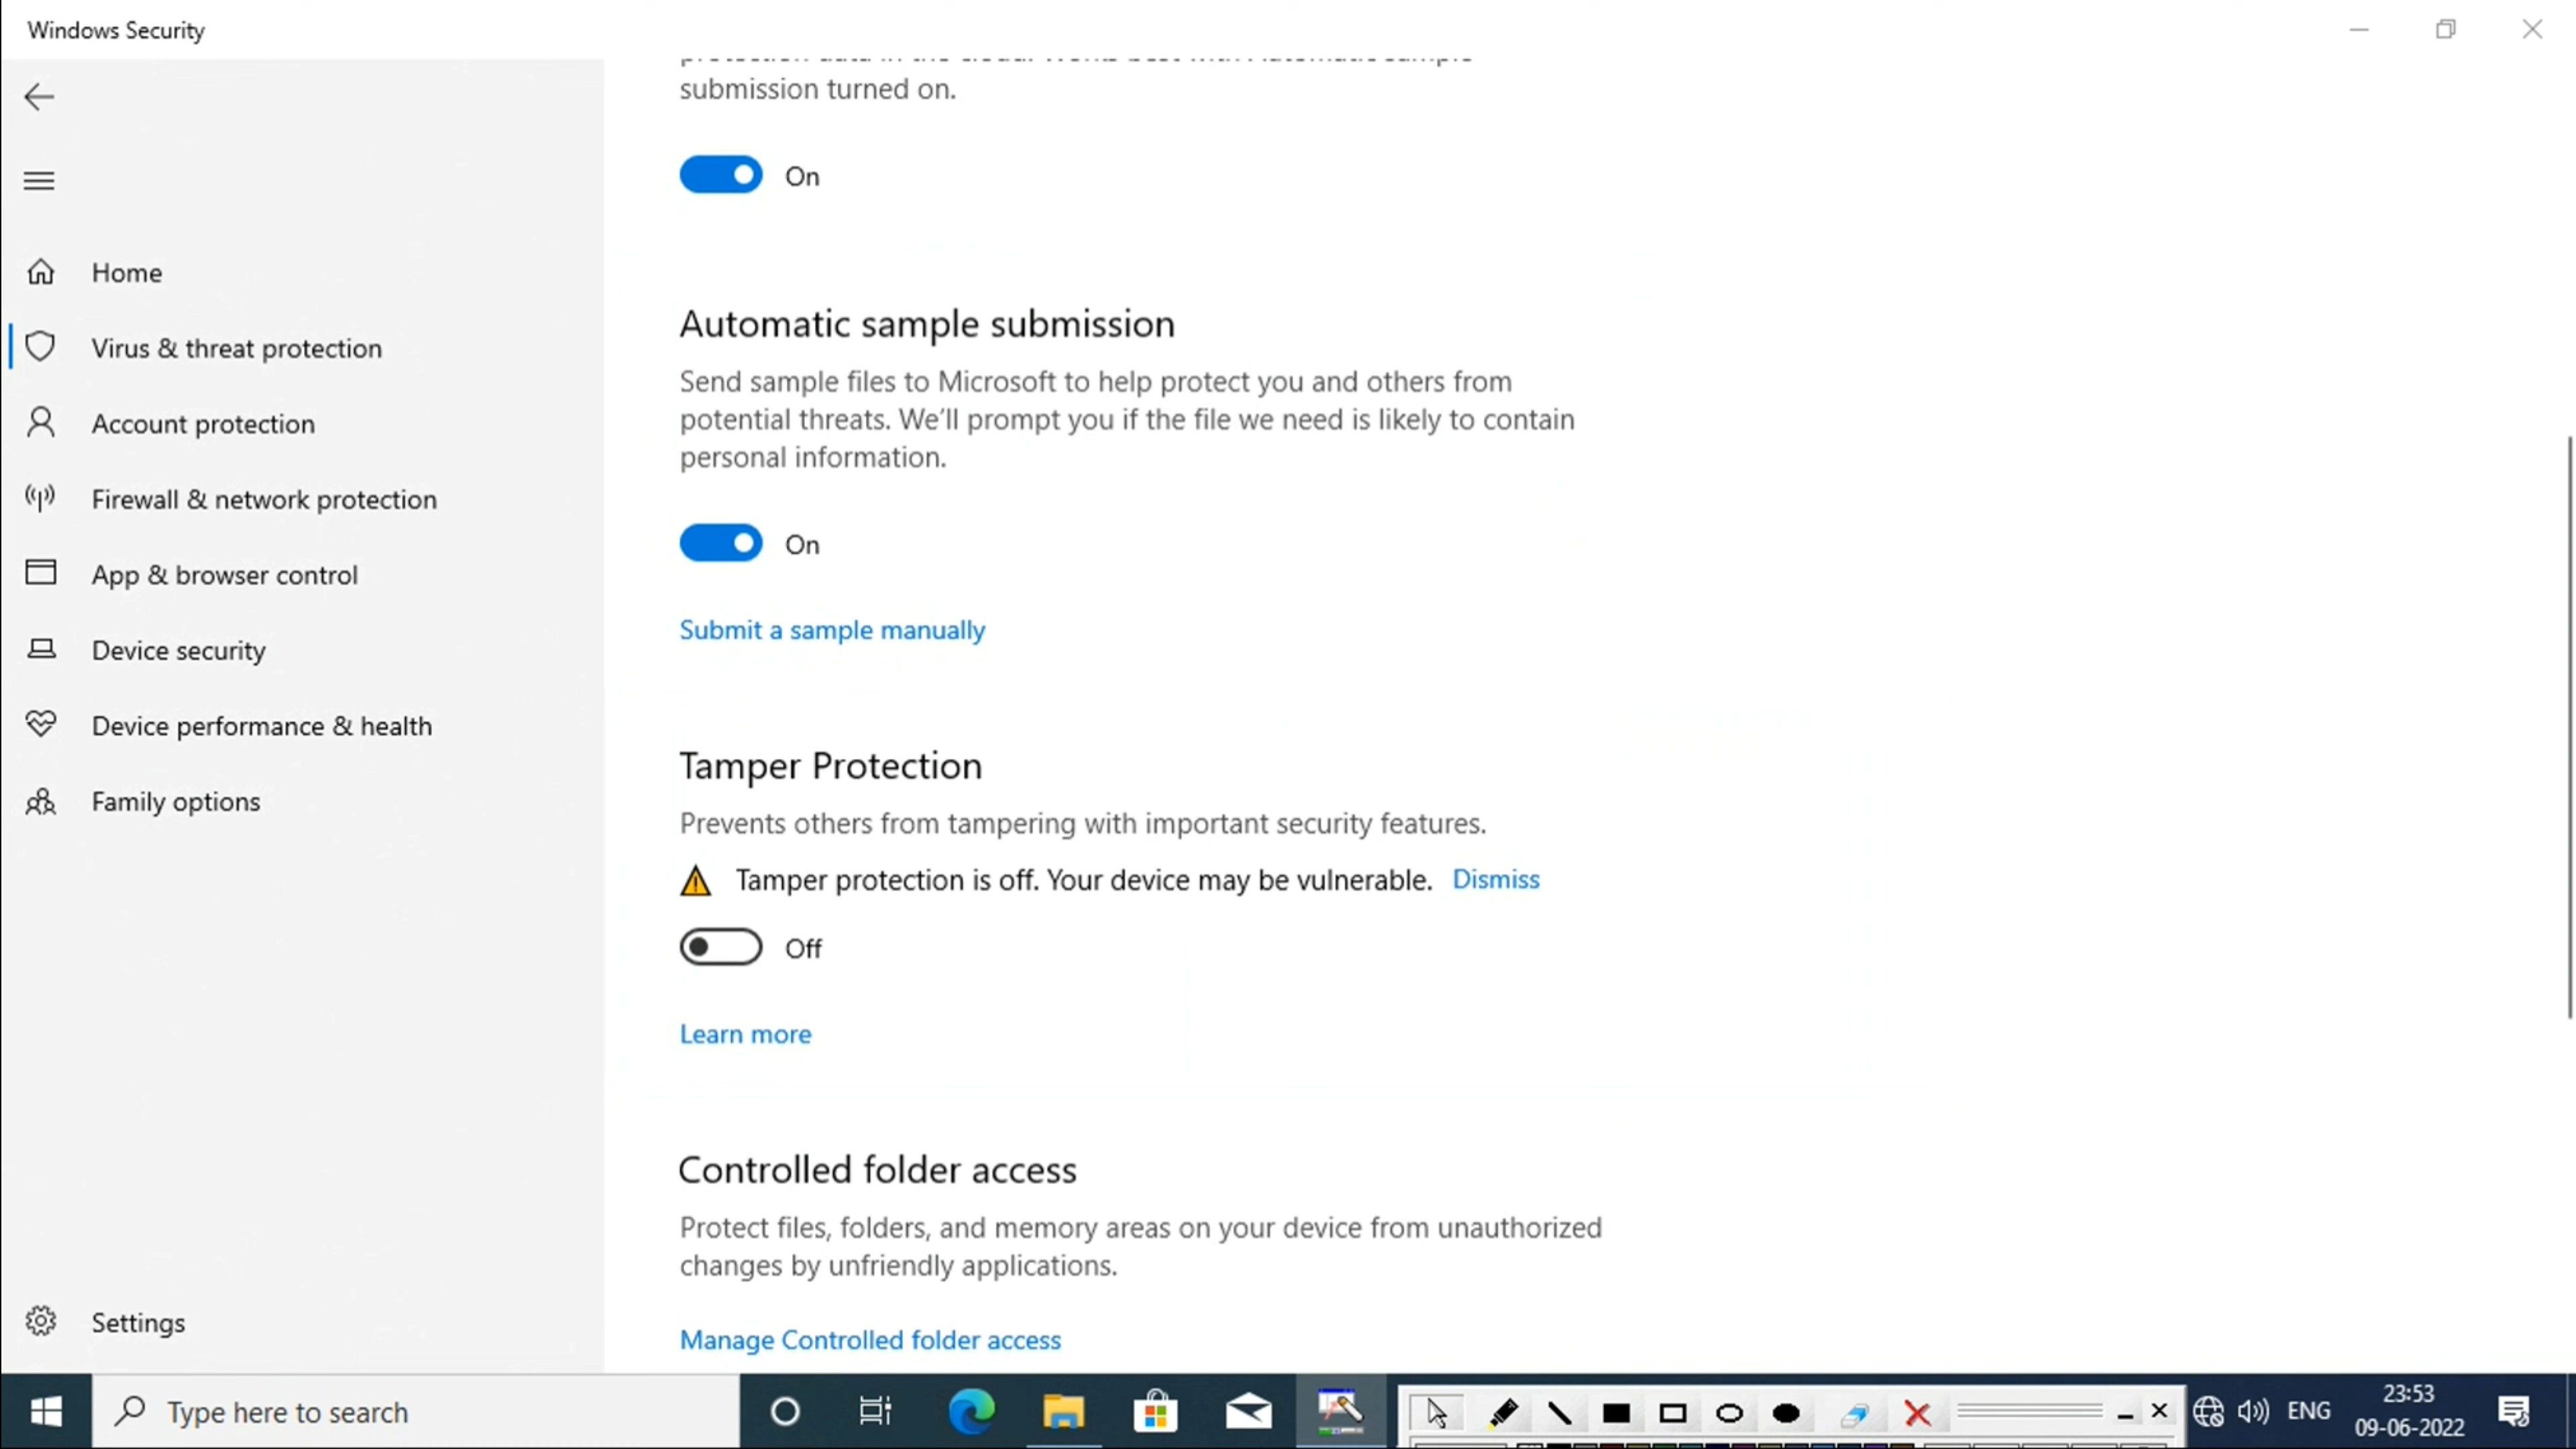 Windows Security
submission turned on.
On
Home
Virus & threat protection
Account protection
Firewall & network protection
App & browser control
Device security
Device performance & health
Family options
Settings
Automatic sample submission
Send sample files to Microsoft to help protect you and others from
potential threats. We'll prompt you if the file we need is likely to contain
personal information.
On
Submit a sample manually
Tamper Protection
Prevents others from tampering with important security features.
Tamper protection is off. Your device may be vulnerable. Dismiss
Off
Learn more
Controlled folder access
Protect files, folders, and memory areas on your device from unauthorized
changes by unfriendly applications.
Manage Controlled folder access
Type here to search
ENG
23:53
09-06-2022